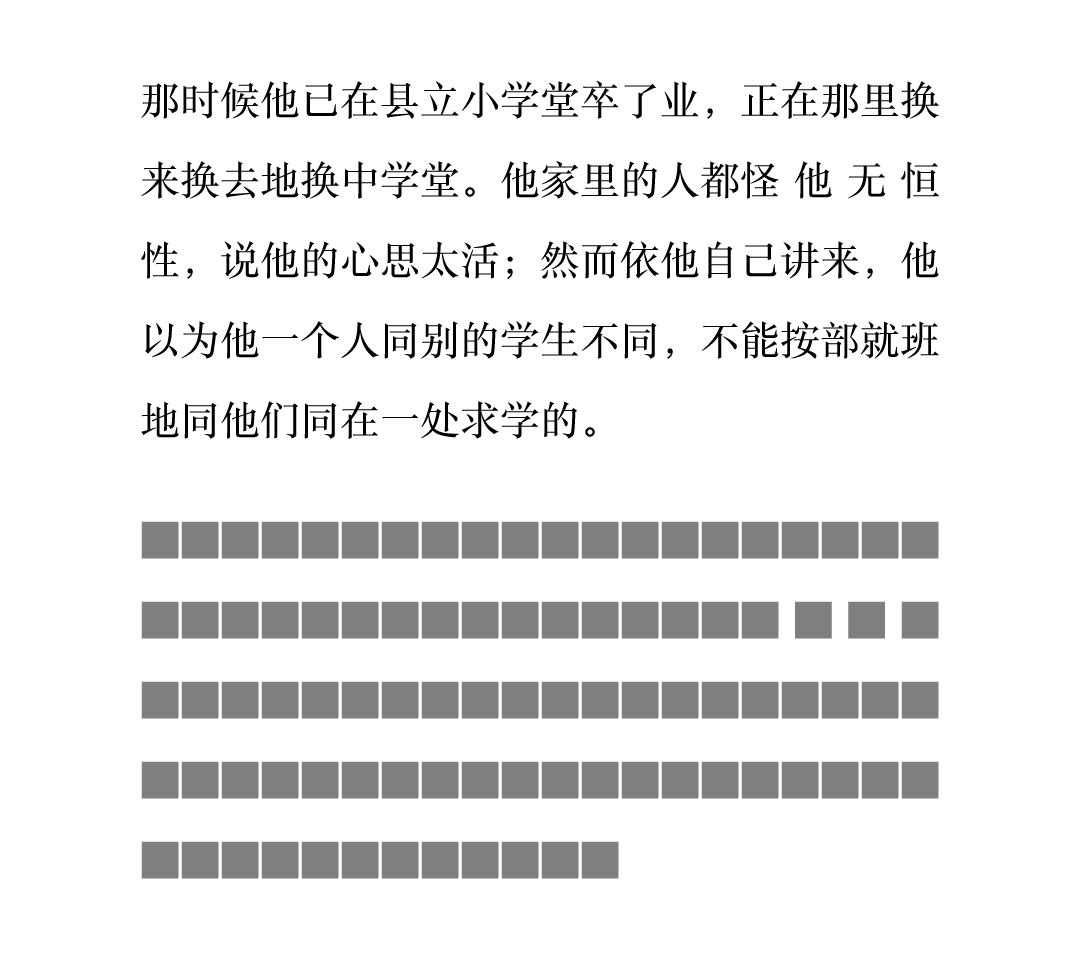 那时候他已在县立小学堂卒了业，正在那里换
来换去地换中学堂。他家里的人都怪 他 无 恒
性，说他的心思太活；然而依他自己讲来，他
以为他一个人同别的学生不同，不能按部就班
地同他们同在一处求学的。